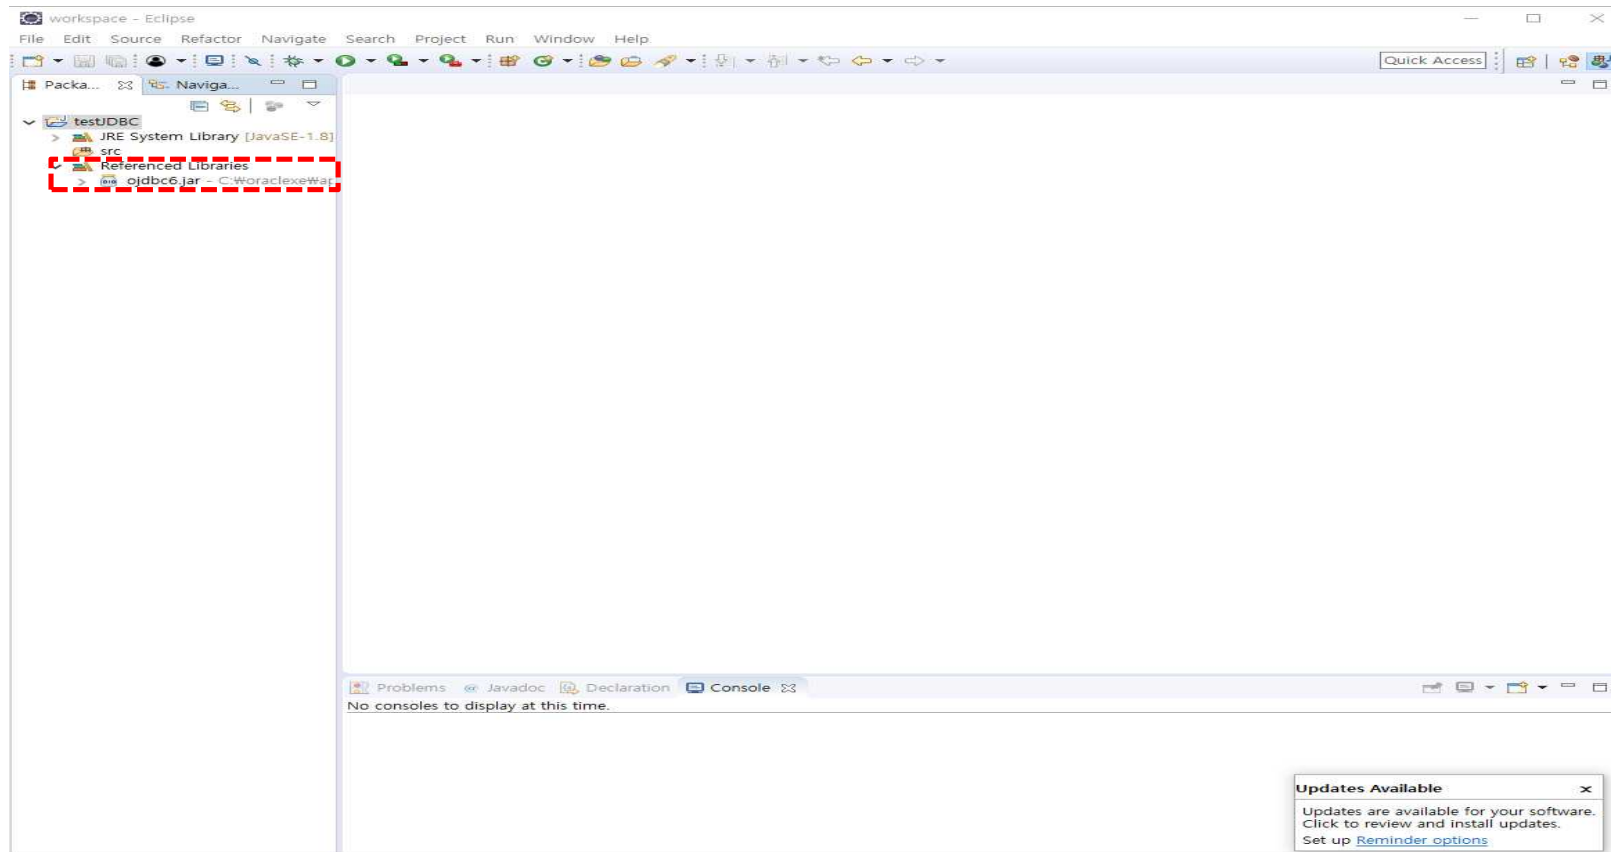 workspace - Eclipse
File Edit Source Refactor Navigate Search Project Run Window Help
Quick Access
Packa... Naviga...
testJDBC
JRE System Library [JavaSE-1.8]
src
Referenced Libraries
ojdbc6.jar - C:₩oraclexe₩ap
Problems @ Javadoc Declaration Console
No consoles to display at this time.
Updates Available
Updates are available for your software.
Click to review and install updates.
Set up Reminder options